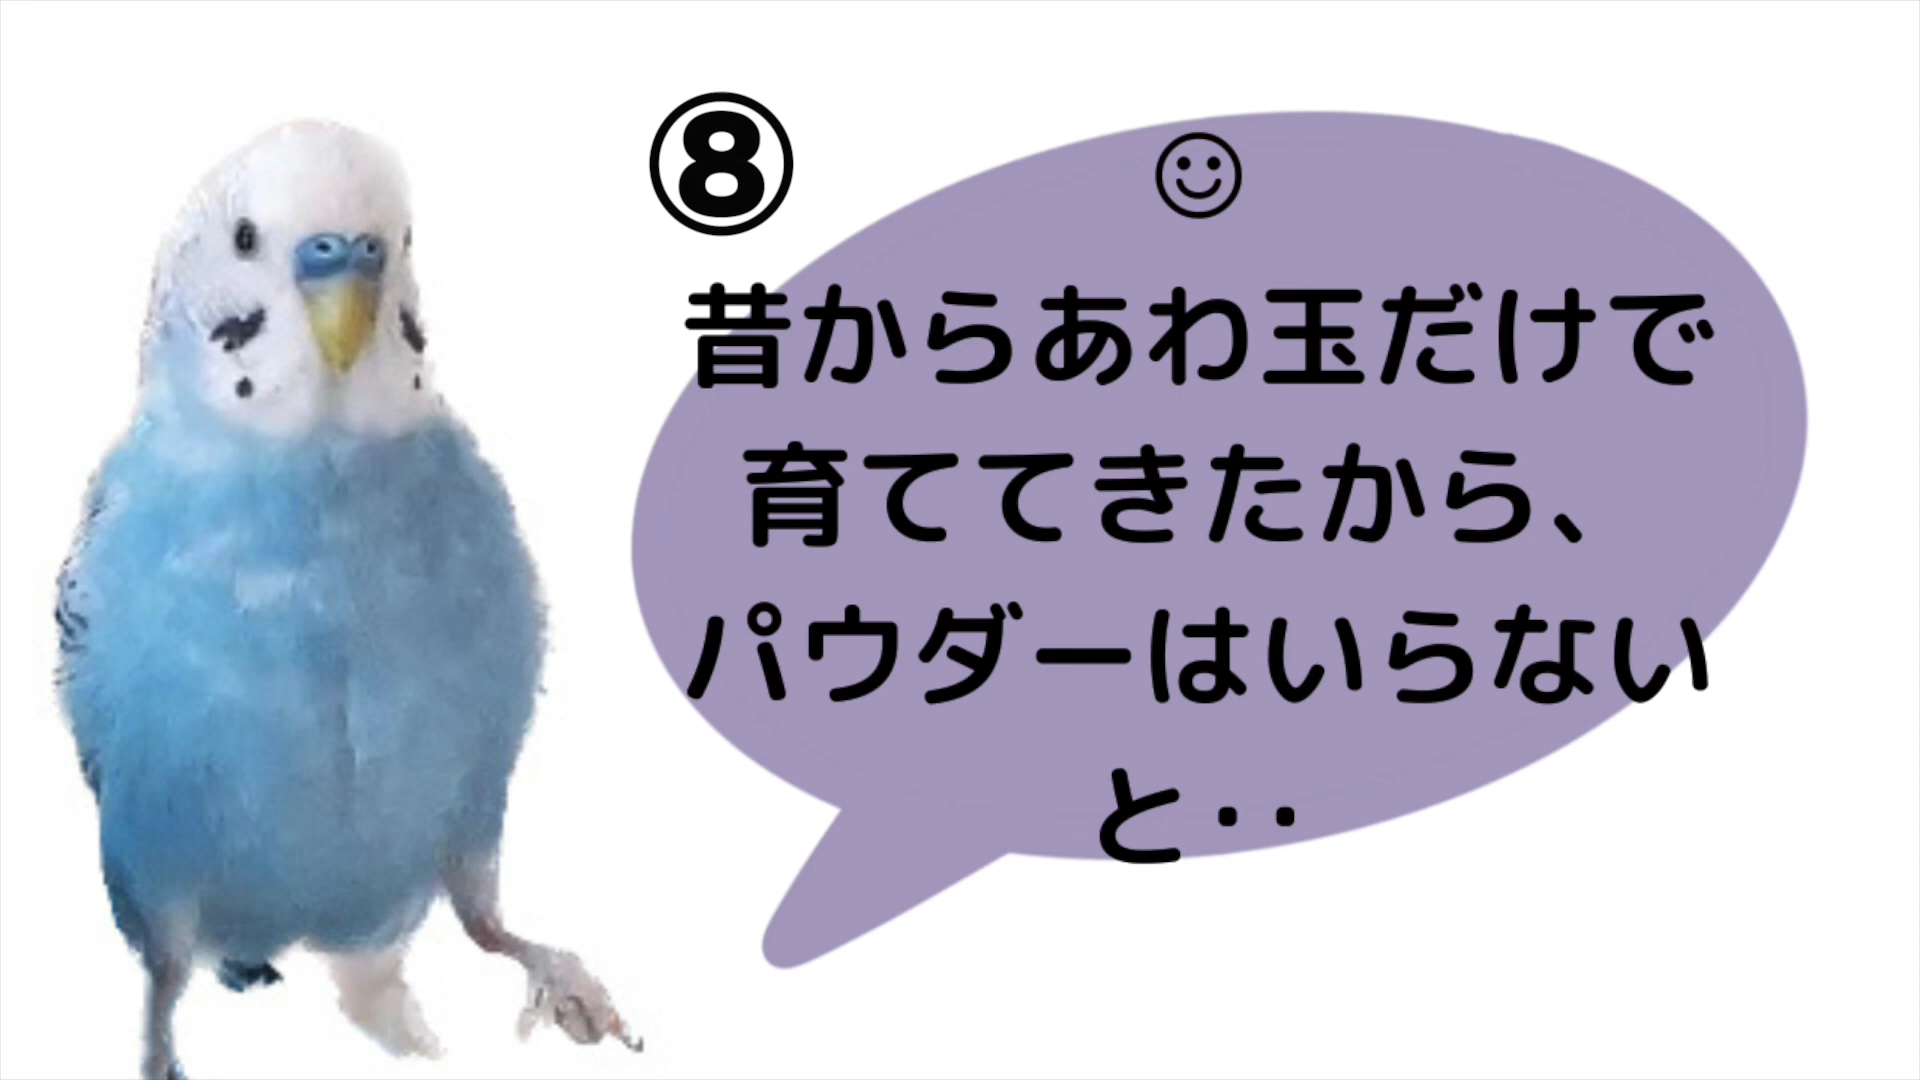 ⑧
☺
昔からあわ玉だけで
育ててきたから、
パウダーはいらない
と‥